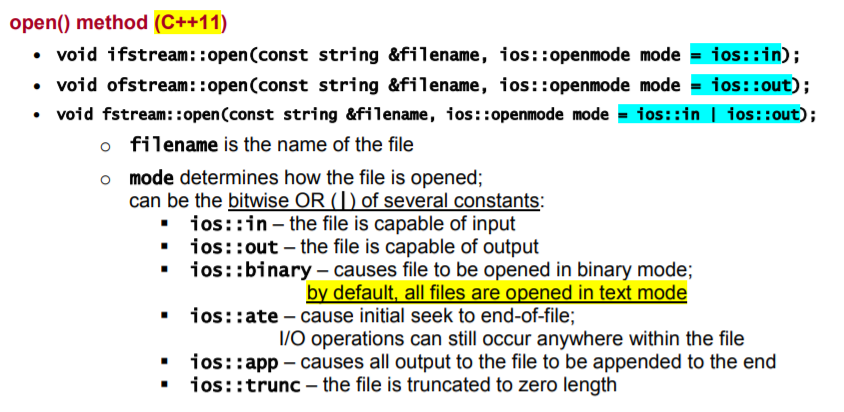 open() method (C++11)
• void ifstream::open(const string &filename, ios::openmode mode = ios::in);
• void ofstream::open(const string &filename, ios::openmode mode = ios::out);
• void fstream::open(const string &filename, ios::openmode mode = ios::in | ios::out);
o filename is the name of the file
o mode determines how the file is opened;
can be the bitwise OR (|) of several constants:
▪ ios::in – the file is capable of input
▪ ios::out – the file is capable of output
▪ ios::binary – causes file to be opened in binary mode;
by default, all files are opened in text mode
▪ ios::ate – cause initial seek to end-of-file;
I/O operations can still occur anywhere within the file
▪ ios::app – causes all output to the file to be appended to the end
▪ ios::trunc – the file is truncated to zero length